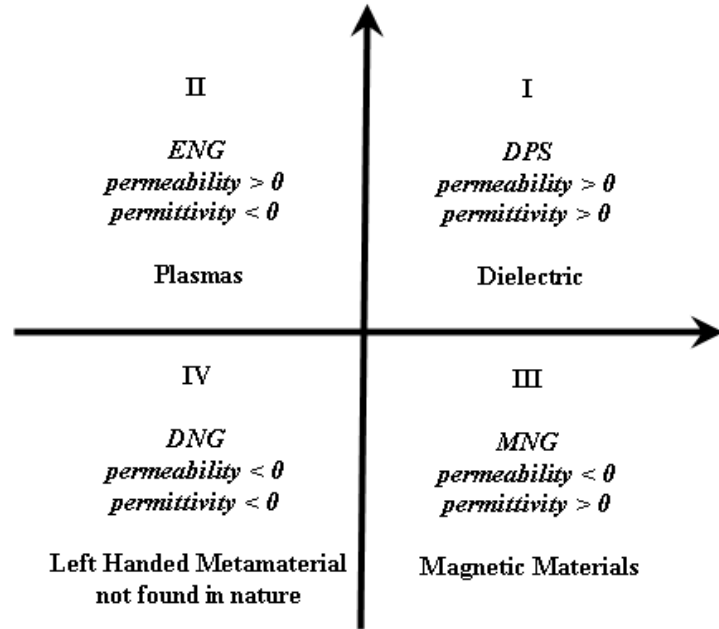 II
ENG
permeability > 0
permittivity < 0
Plasmas
I
DPS
permeability > 0
permittivity > 0
Dielectric
IV
DNG
permeability < 0
permittivity < 0
Left Handed Metamaterial
not found in nature
III
MNG
permeability < 0
permittivity > 0
Magnetic Materials